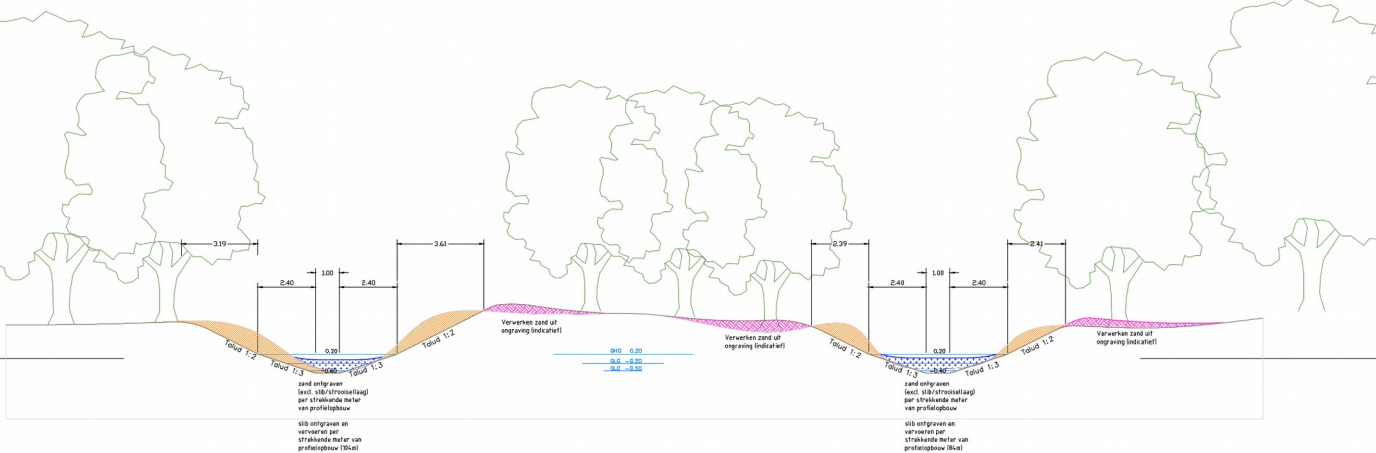 3.19
3.61
2.39
2.41
1.00
1.00
2.40
2.40
2.40
2.40
Verwerken zand uit
engraving (indicatief)
Verwerken zand uit
ongraving (indicatief)
Verwerken zand uit
ongraving (indicatief)
Talud 1:2
Talud 1:3
0.20
-0.60
Talud 1:3
Talud 1:2
GHG 0.20
GLG -0.20
GLG -0.50
Talud 1:2
Talud 1:3
0.20
-0.40
Talud 1:3
Talud 1:2
zand ontgraven
(excl. slib/strooisellaag)
per strekkende meter
van profielopbouw
slib ontgraven en
vervoeren per
strekkende meter van
profielopbouw (104m)
zand ontgraven
(excl. slib/strooisellaag)
per strekkende meter
van profielopbouw
slib ontgraven en
vervoeren per
strekkende meter van
profielopbouw (84m)